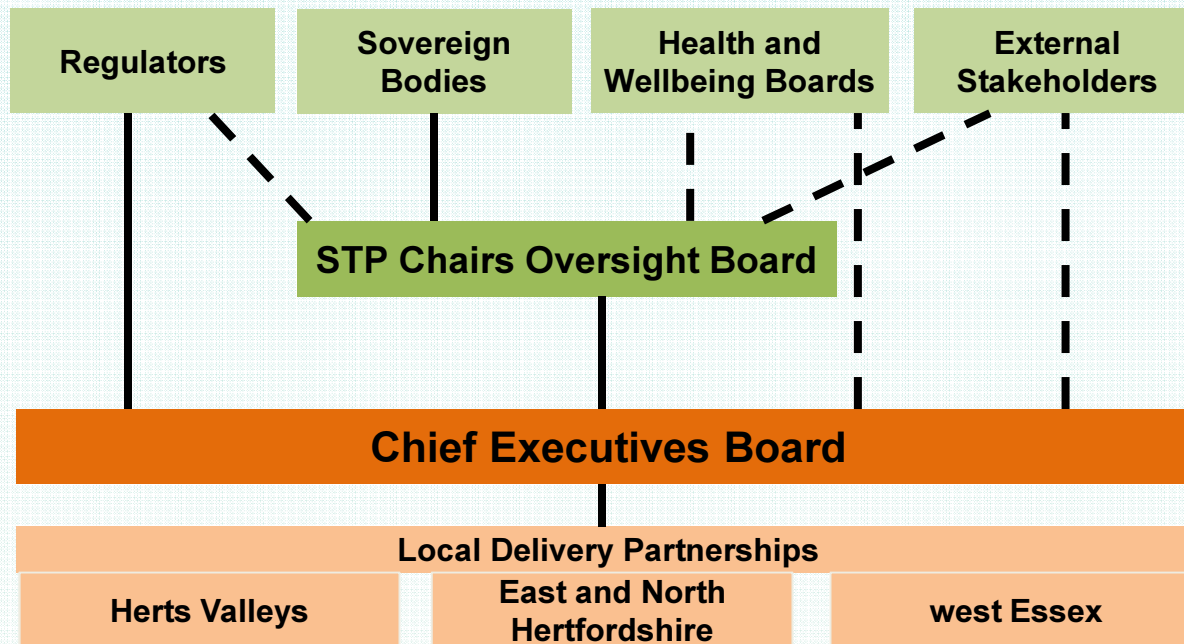 Regulators
Sovereign
Bodies
Health and
Wellbeing Boards
External
Stakeholders
STP Chairs Oversight Board
Chief Executives Board
Local Delivery Partnerships
Herts Valleys
East and North
Hertfordshire
west Essex